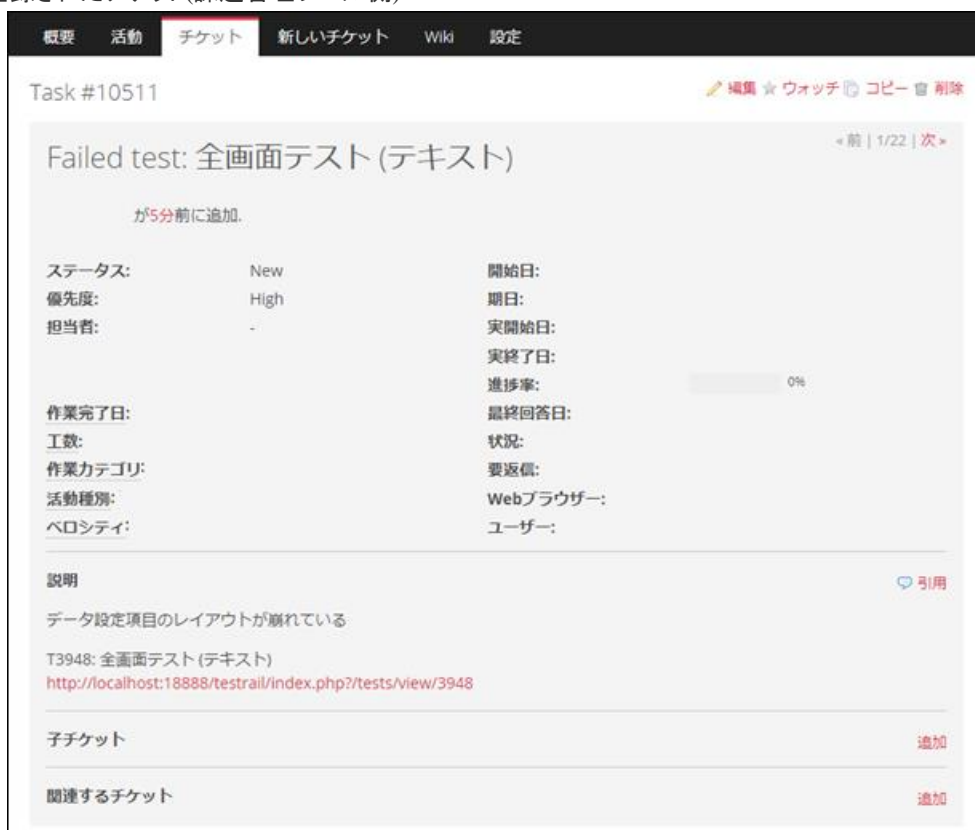 概要 活動 チケット 新しいチケット Wiki 設定
Task #10511
編集 ウォッチ コピー 削除
«前 | 1/22 | 次»
Failed test: 全画面テスト (テキスト)
が5分前に追加.
ステータス: New 開始日:
優先度: High 期日:
担当者: - 実開始日:
実終了日:
進捗率: 0%
作業完了日: 最終回答日:
工数: 状況:
作業カテゴリ: 要返信:
活動種別: Webブラウザー:
ベロシティ: ユーザー:
説明 引用
データ設定項目のレイアウトが崩れている
T3948: 全画面テスト (テキスト)
http://localhost:18888/testrail/index.php?/tests/view/3948
子チケット 追加
関連するチケット 追加